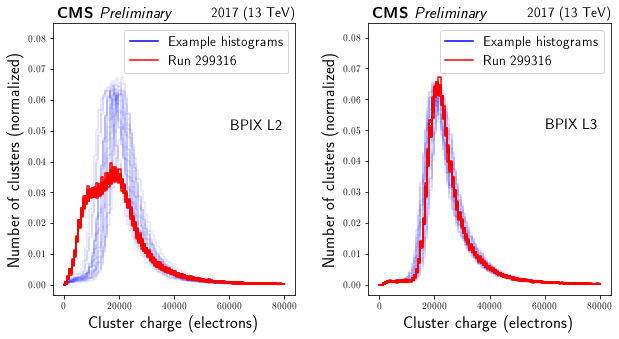 CMS Preliminary 2017 (13 TeV)
Number of clusters (normalized)
0.08
0.07
0.06
0.05
0.04
0.03
0.02
0.01
0.00
Example histograms
Run 299316
BPIX L2
0 20000 40000 60000 80000
Cluster charge (electrons)
CMS Preliminary 2017 (13 TeV)
Number of clusters (normalized)
0.08
0.07
0.06
0.05
0.04
0.03
0.02
0.01
0.00
Example histograms
Run 299316
BPIX L3
0 20000 40000 60000 80000
Cluster charge (electrons)